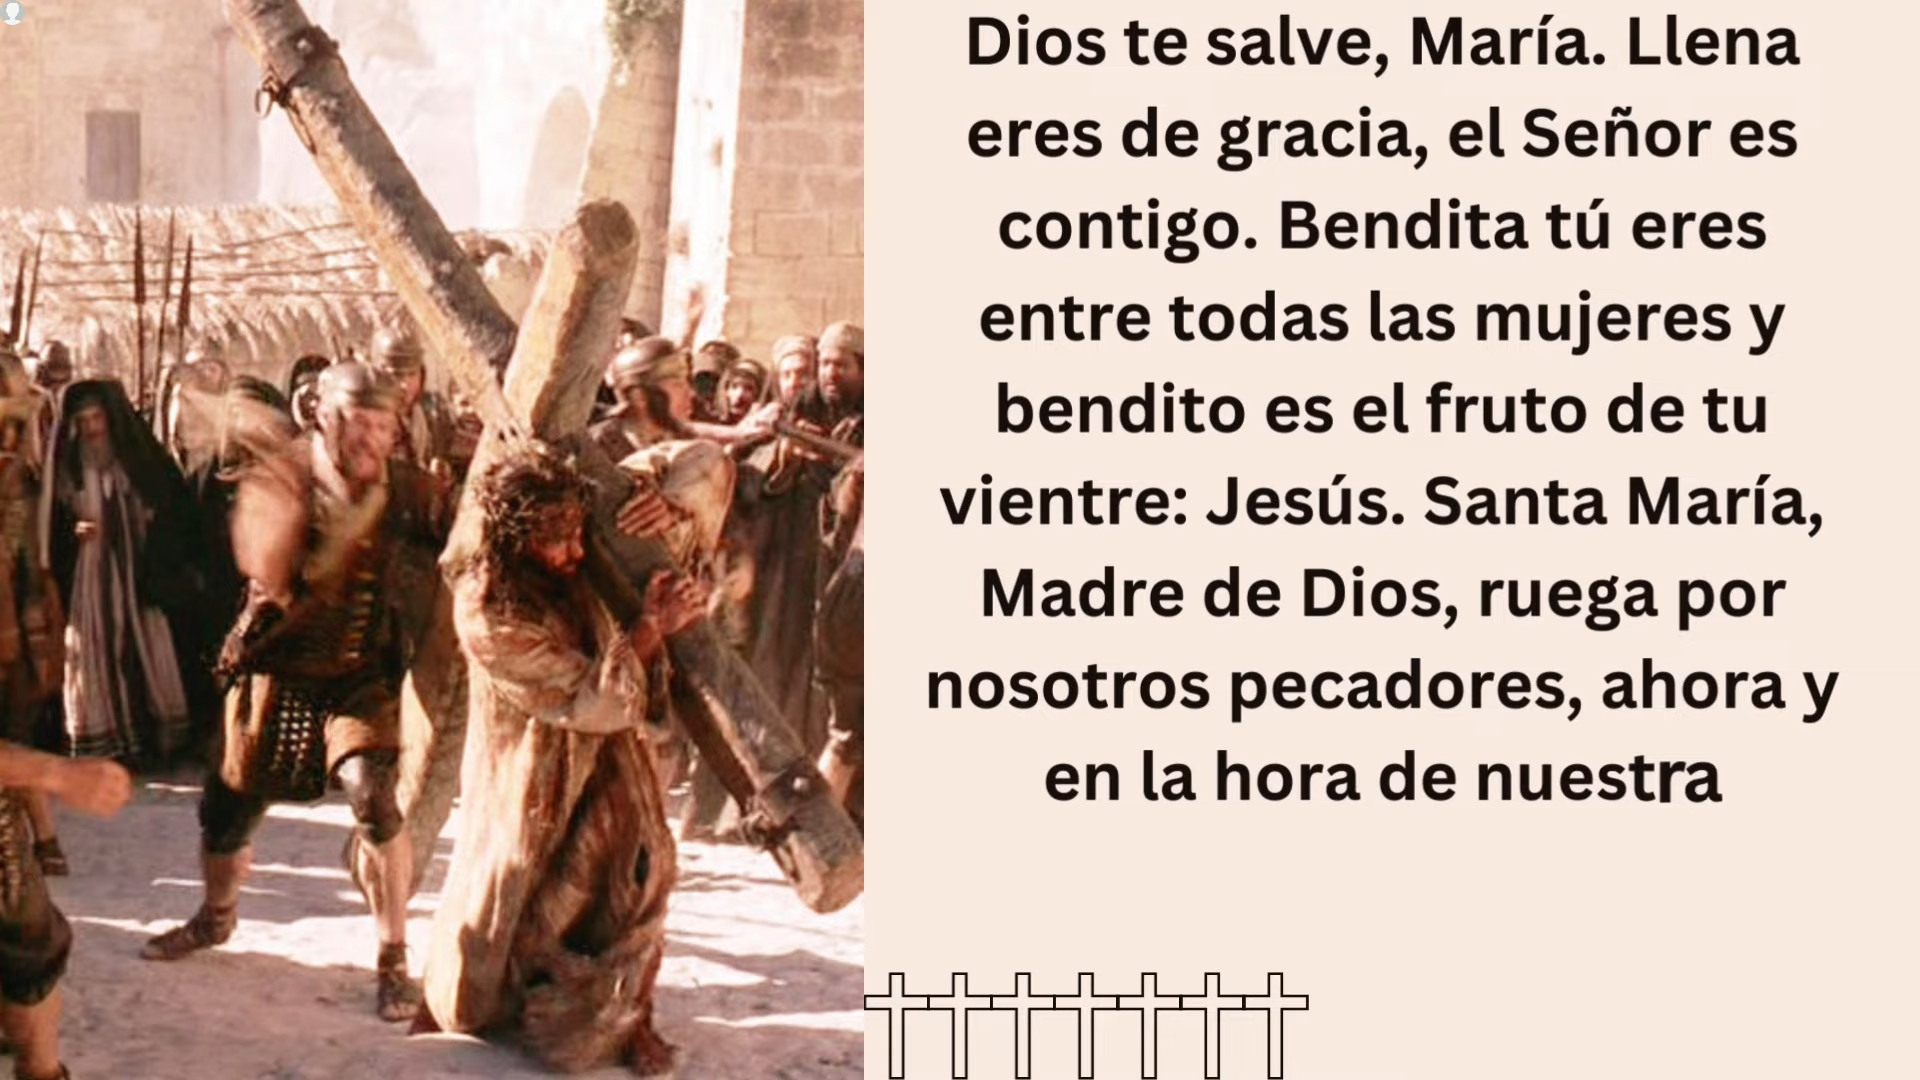 Dios te salve, María. Llena
eres de gracia, el Señor es
contigo. Bendita tú eres
entre todas las mujeres y
bendito es el fruto de tu
vientre: Jesús. Santa María,
Madre de Dios, ruega por
nosotros pecadores, ahora y
en la hora de nuestra